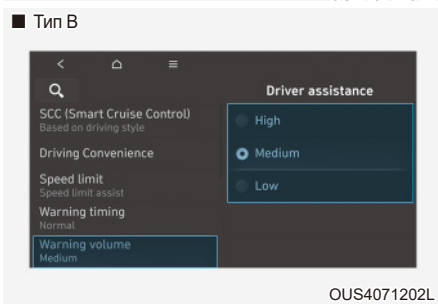 ■ Тип B
Driver assistance
SCC (Smart Cruise Control)
Based on driving style
High
Driving Convenience
Medium
Speed limit
Speed limit assist
Low
Warning timing
Normal
Warning volume
Medium
OUS4071202L